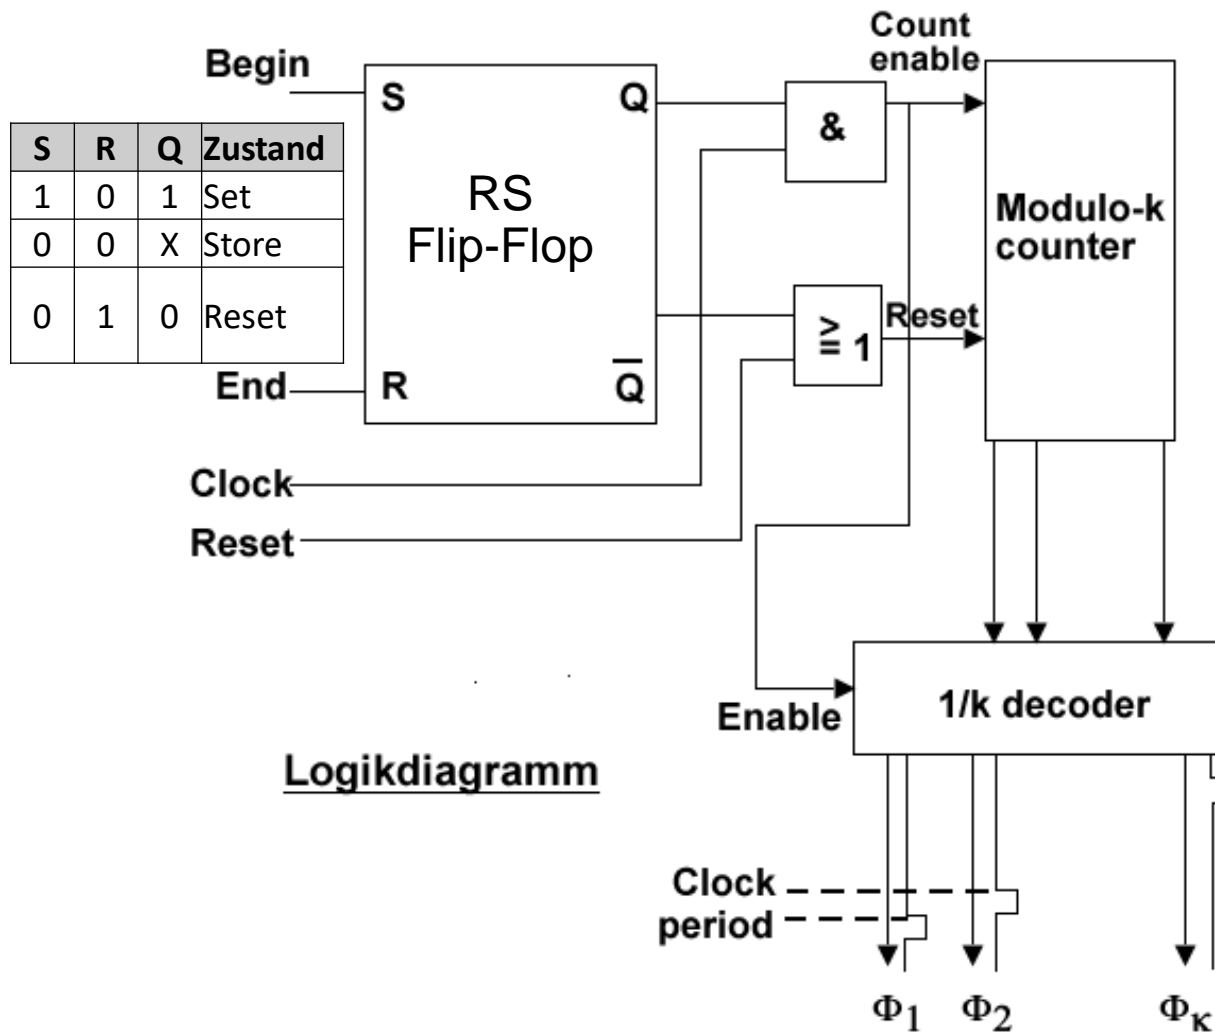 Count
enable
Begin
S
Q
&
S R Q Zustand
1 0 1 Set
0 0 X Store
0 1 0 Reset
RS
Flip-Flop
Modulo-k
counter
≧ 1
Reset
End
R
Q̅
Clock
Reset
Enable
1/k decoder
Logikdiagramm
Clock
period
Φ1 Φ2 Φκ